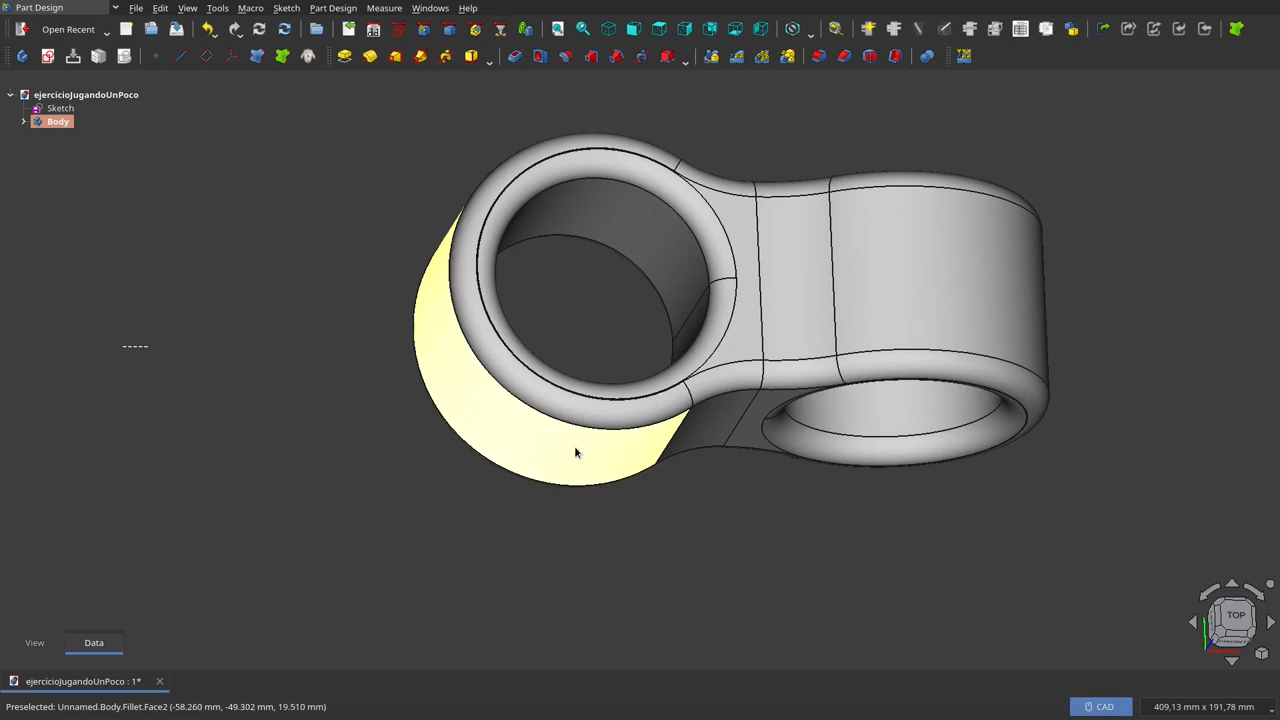 Part Design
File Edit View Tools Macro Sketch Part Design Measure Windows Help
Open Recent
ejercicioJugandoUnPoco
Sketch
Body
-----
TOP
FRONT
View Data
ejercicioJugandoUnPoco : 1*
Preselected: Unnamed.Body.Fillet.Face2 (-58.260 mm, -49.302 mm, 19.510 mm)
CAD
409,13 mm x 191,78 mm